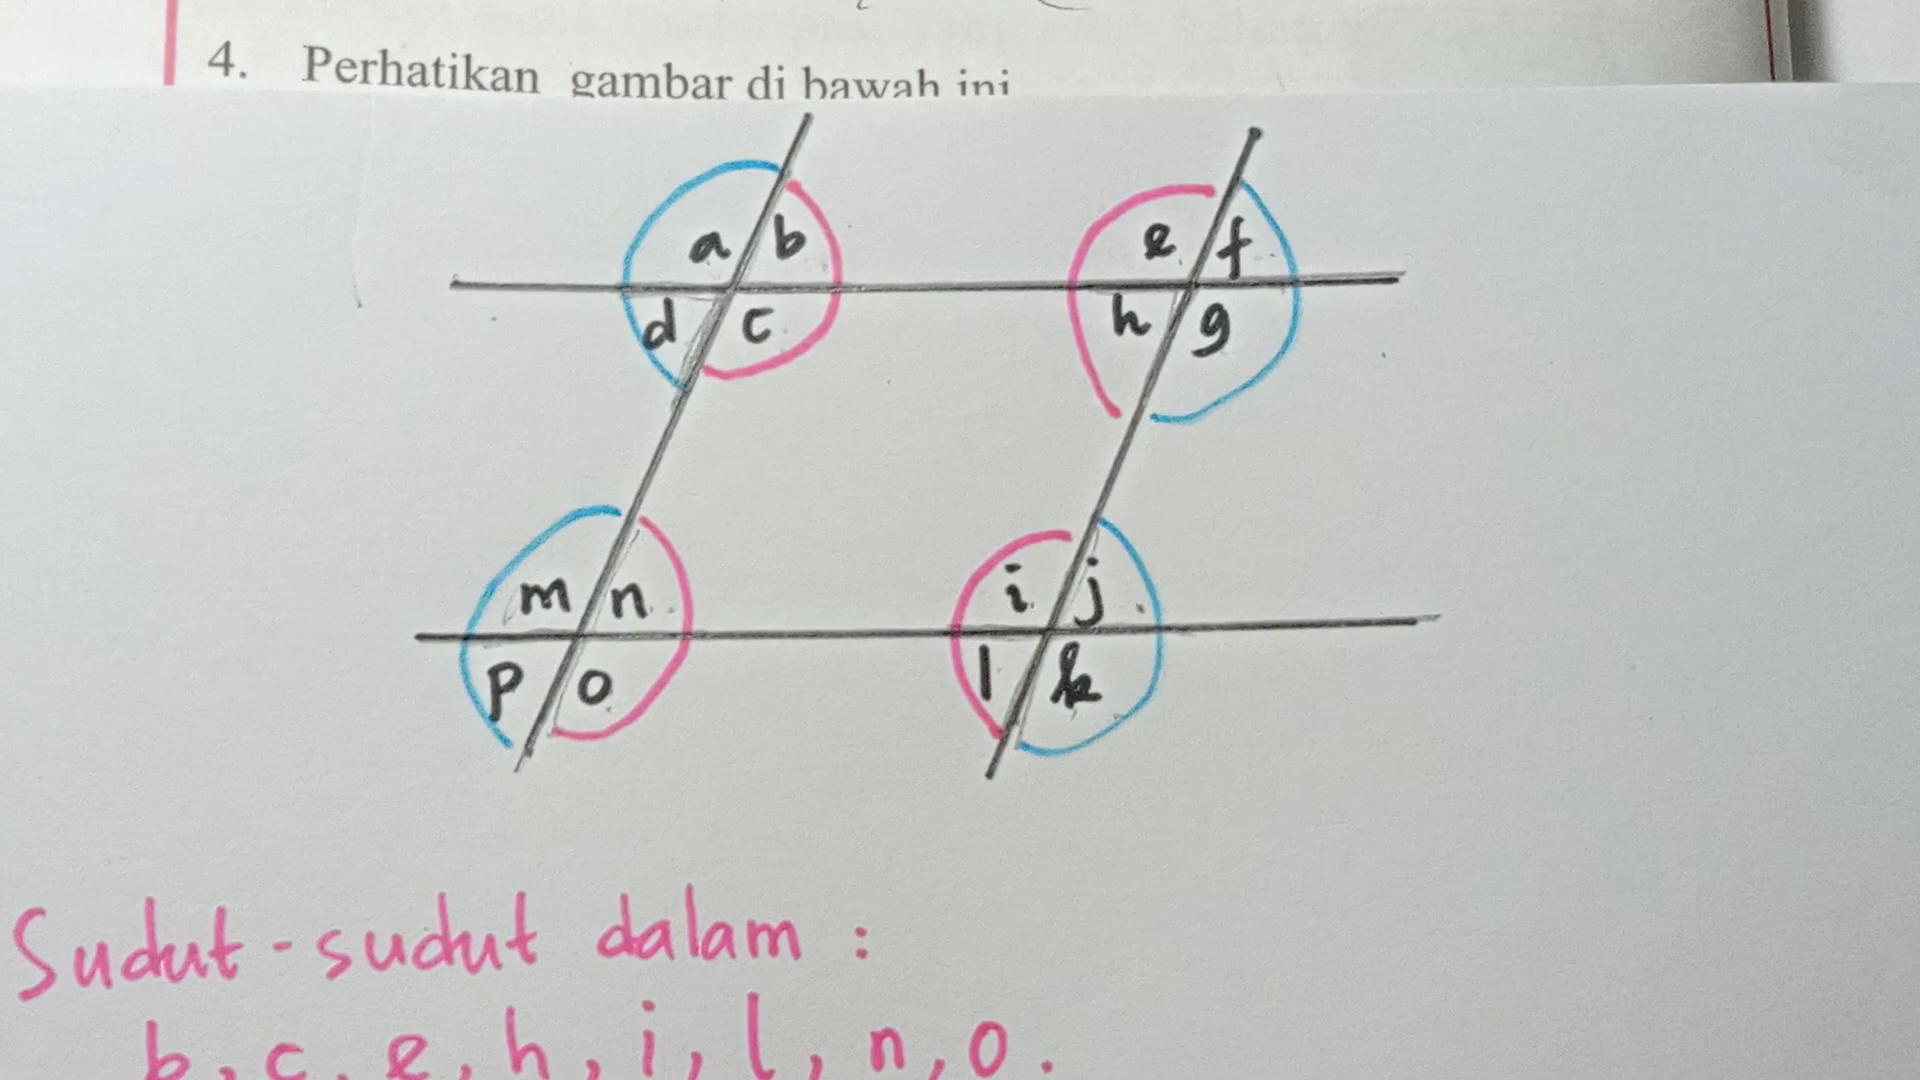 4. Perhatikan gambar di bawah ini
a b e f
d c h g
m n i j
p o l k
Sudut-sudut dalam :
b, c, e, h, i, l, n, o.